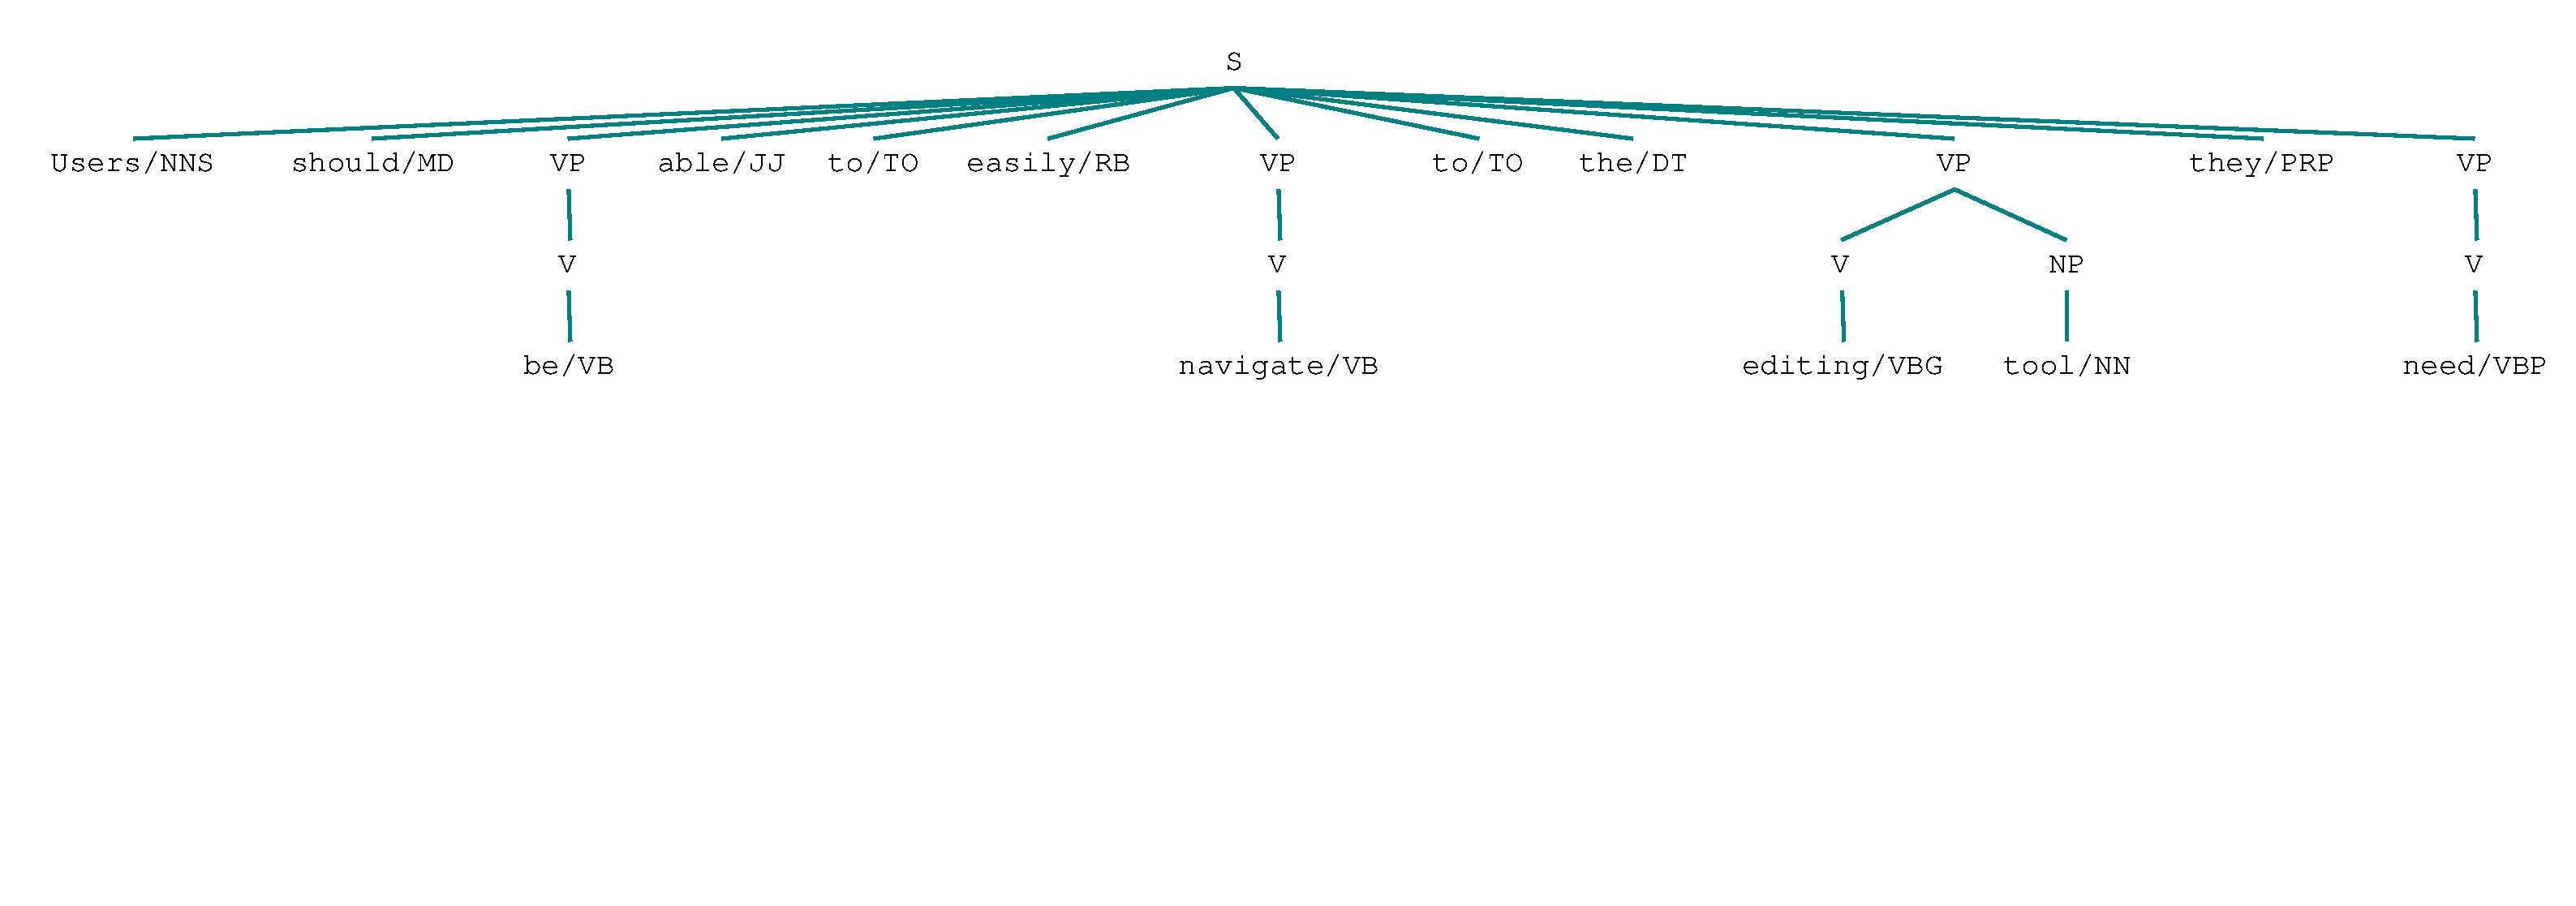 S
Users/NNS should/MD VP able/JJ to/TO easily/RB VP to/TO the/DT VP they/PRP VP
V V V NP V
be/VB navigate/VB editing/VBG tool/NN need/VBP